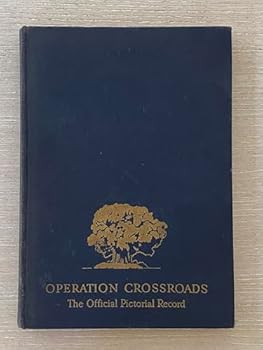 OPERATION CROSSROADS
The Official Pictorial Record